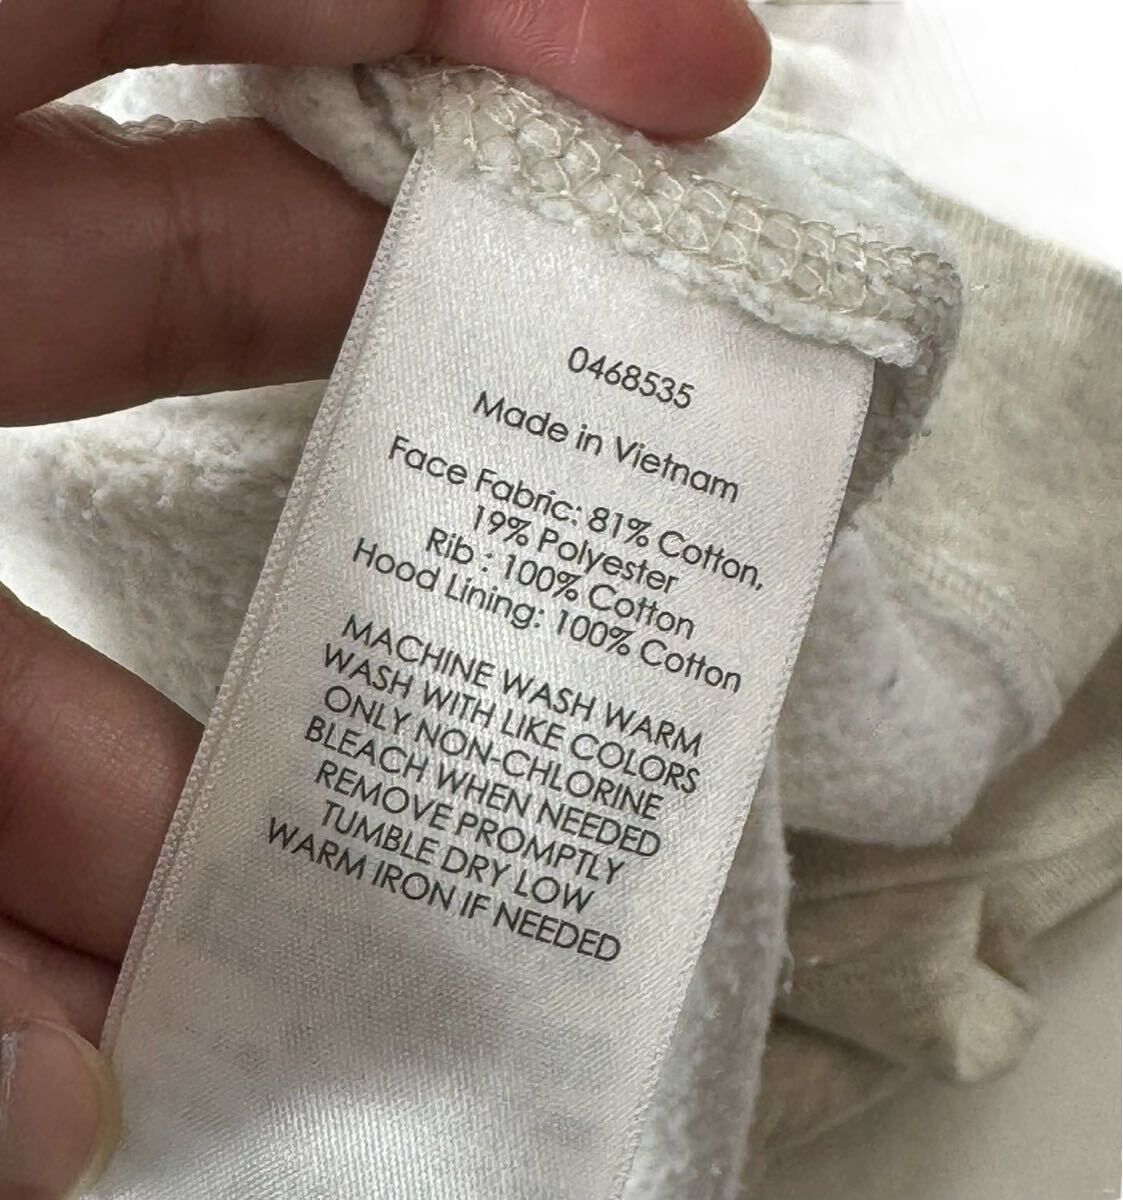 0468535
Made in Vietnam
Face Fabric: 81% Cotton,
19% Polyester
Rib : 100% Cotton
Hood Lining: 100% Cotton
MACHINE WASH WARM
WASH WITH LIKE COLORS
ONLY NON-CHLORINE
BLEACH WHEN NEEDED
REMOVE PROMPTLY
TUMBLE DRY LOW
WARM IRON IF NEEDED